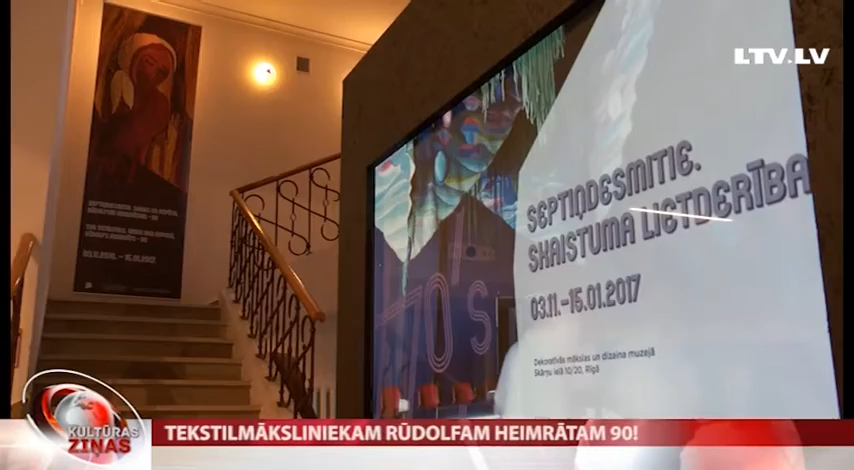 LTV.LV
SEPTIŅDESMITIE.
SKAISTUMA LIETDERĪBA
03.11.–15.01.2017
Dekoratīvās mākslas un dizaina muzejā
Skārņu ielā 10/20, Rīgā
70's
KULTŪRAS
ZIŅAS
TEKSTILMĀKSLINIEKAM RŪDOLFAM HEIMRĀTAM 90!